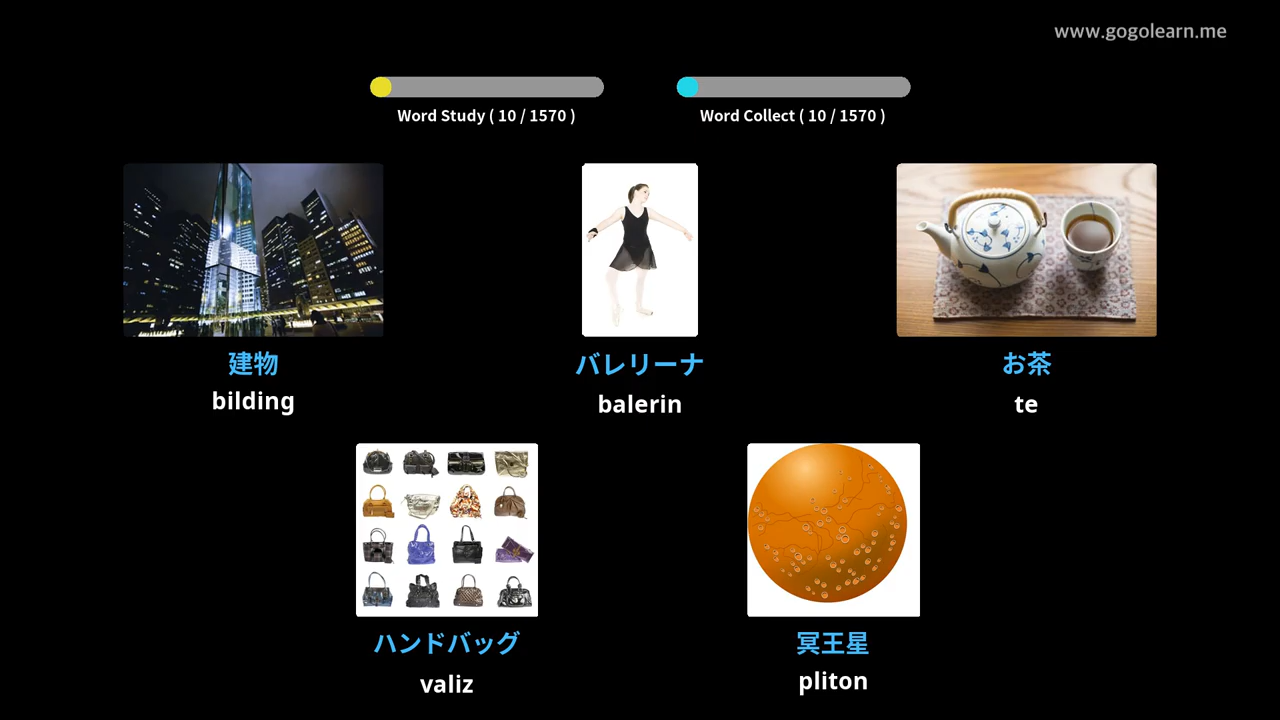 www.gogolearn.me
Word Study ( 10 / 1570 )
Word Collect ( 10 / 1570 )
建物
bilding
バレリーナ
balerin
お茶
te
ハンドバッグ
valiz
冥王星
pliton